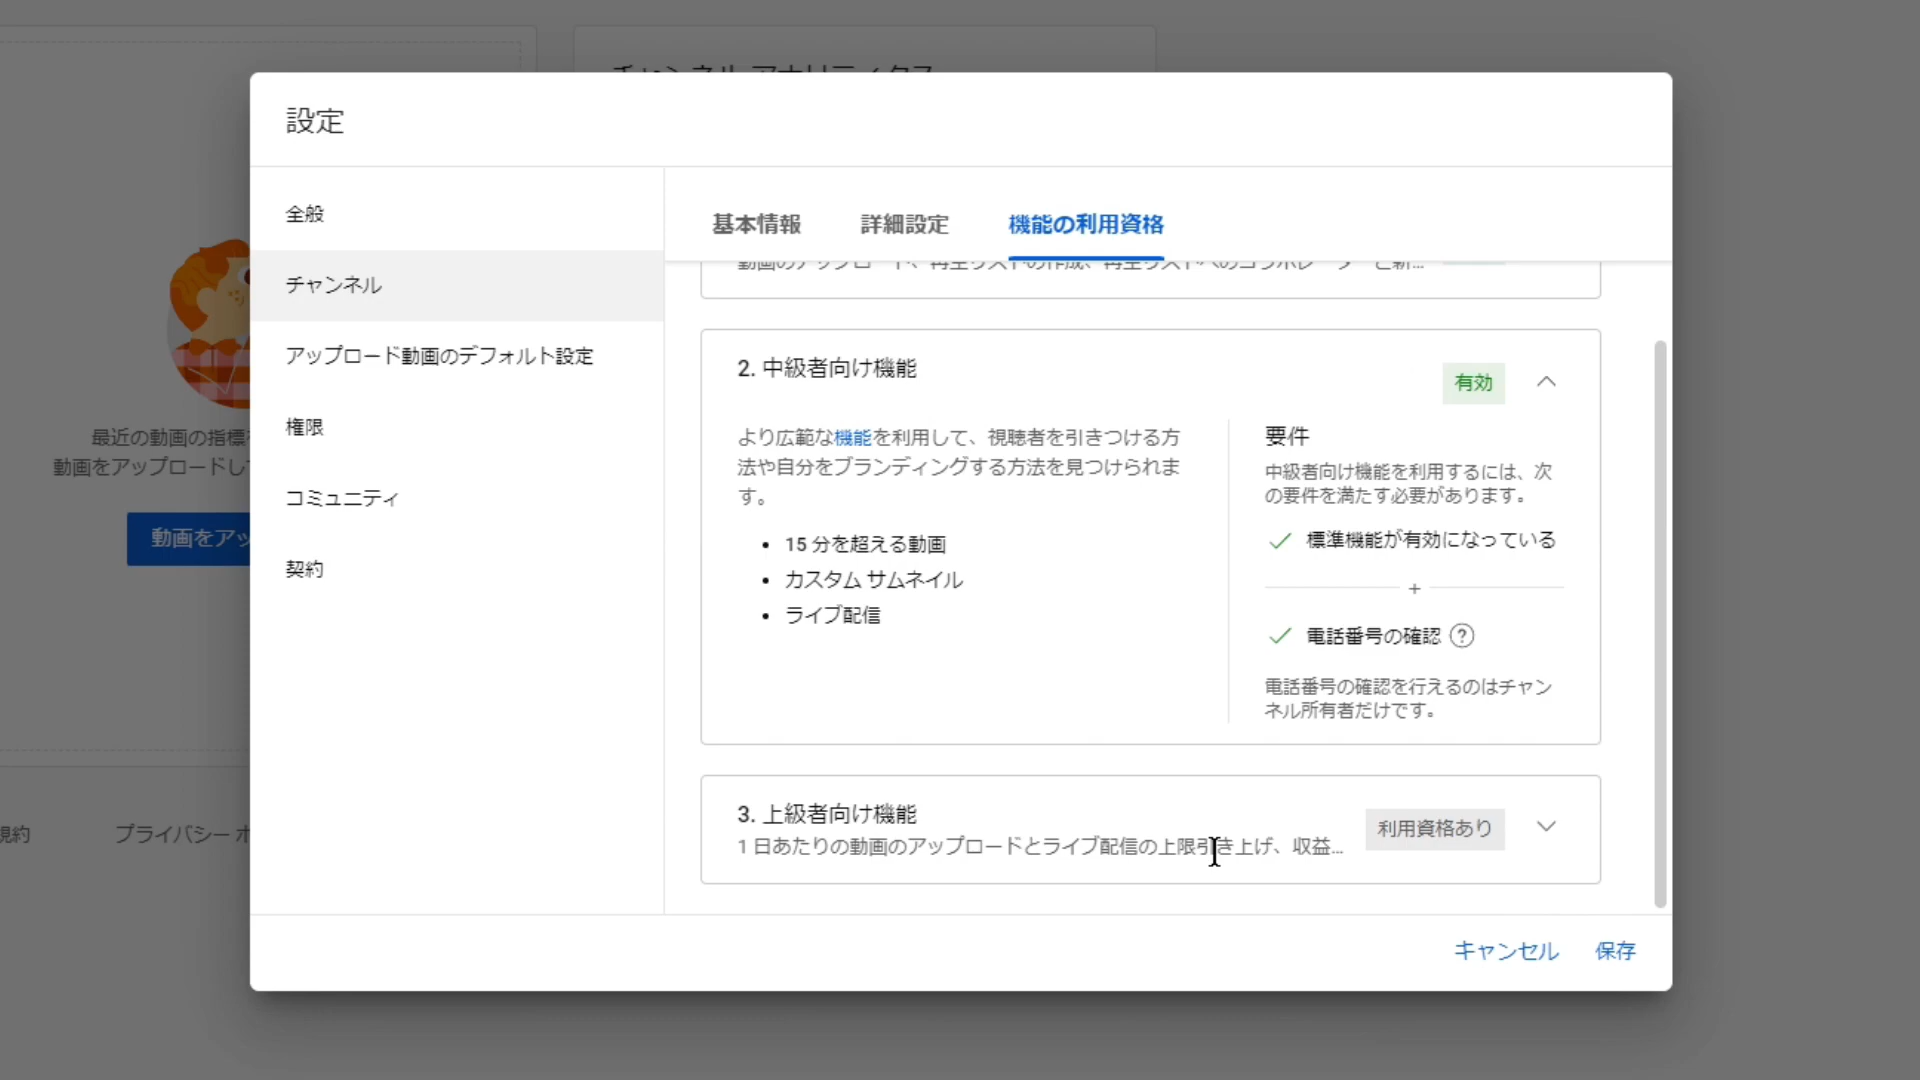 設定
全般
チャンネル
アップロード動画のデフォルト設定
権限
コミュニティ
契約
基本情報
詳細設定
機能の利用資格
2. 中級者向け機能
有効
より広範な機能を利用して、視聴者を引きつける方
法や自分をブランディングする方法を見つけられま
す。
• 15 分を超える動画
• カスタム サムネイル
• ライブ配信
要件
中級者向け機能を利用するには、次
の要件を満たす必要があります。
標準機能が有効になっている
+
電話番号の確認 ?
電話番号の確認を行えるのはチャン
ネル所有者だけです。
3. 上級者向け機能
1 日あたりの動画のアップロードとライブ配信の上限引き上げ、収益...
利用資格あり
キャンセル
保存
最近の動画の指標
動画をアップロードし
動画をアッ
規約
プライバシー ポ